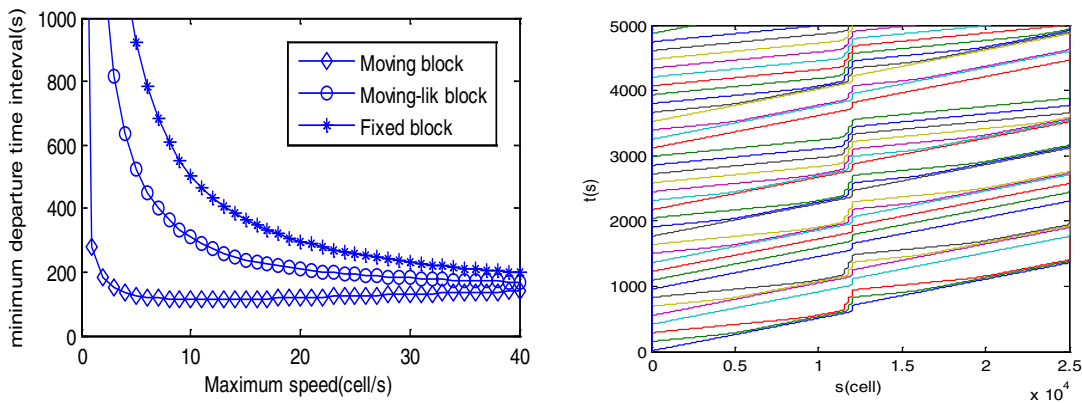 minimum departure time interval(s)
1000
800
600
400
200
0
Moving block
Moving-lik block
Fixed block
0 10 20 30 40
Maximum speed(cell/s)
t(s)
5000
4000
3000
2000
1000
0
0 0.5 1 1.5 2 2.5
s(cell)
x 10^4